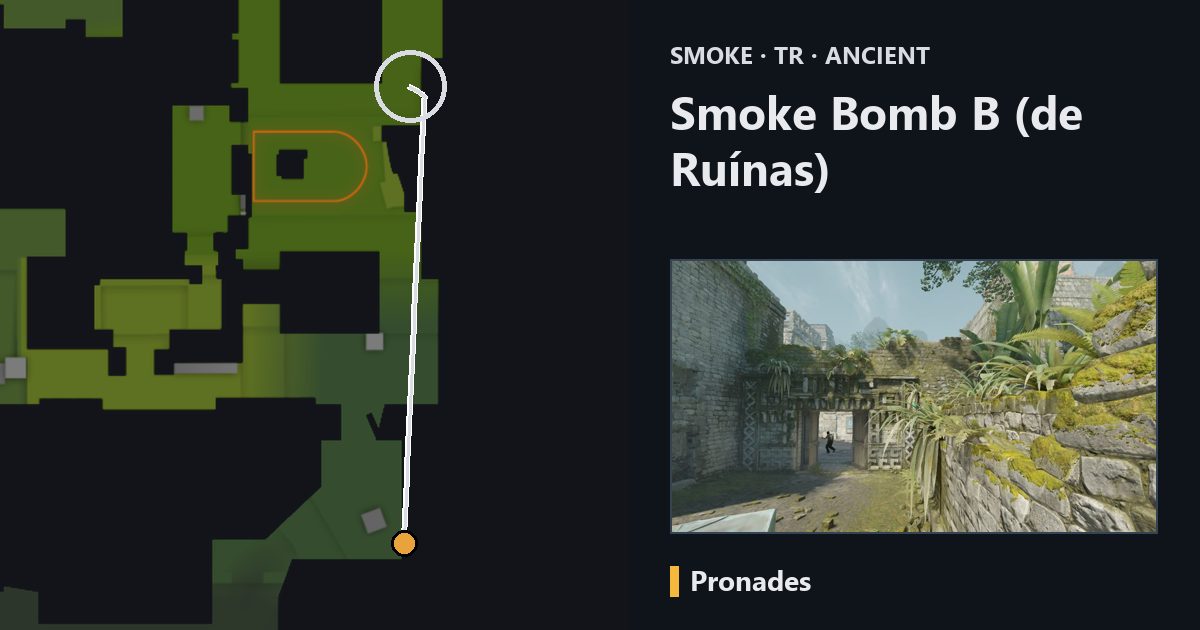 SMOKE · TR · ANCIENT
Smoke Bomb B (de
Ruínas)
Pronades